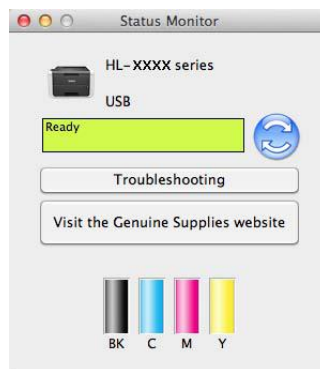 Status Monitor
HL-XXXX series
USB
Ready
Troubleshooting
Visit the Genuine Supplies website
BK C M Y